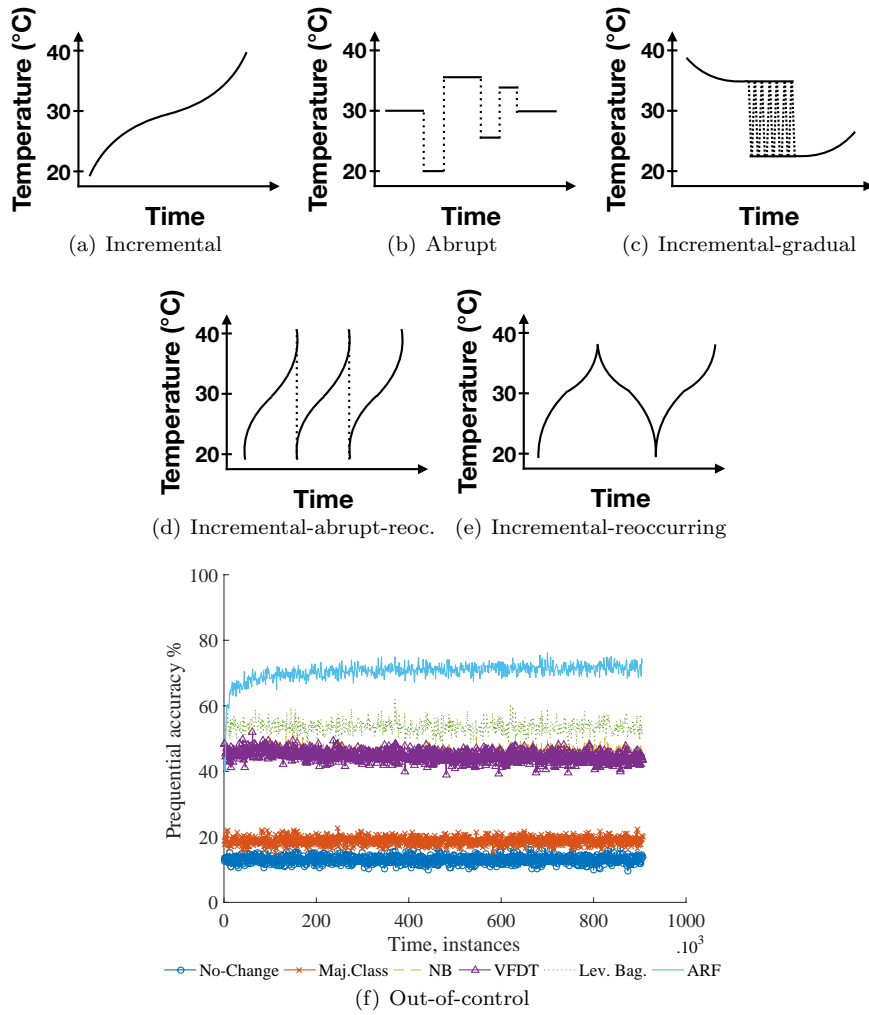 Temperature (°C)
40
30
20
Time
(a) Incremental
Temperature (°C)
40
30
20
Time
(b) Abrupt
Temperature (°C)
40
30
20
Time
(c) Incremental-gradual
Temperature (°C)
40
30
20
Time
(d) Incremental-abrupt-reoc.
Temperature (°C)
40
30
20
Time
(e) Incremental-reoccurring
Prequential accuracy %
100
80
60
40
20
0
0 200 400 600 800 1000
Time, instances
.10³
No-Change Maj.Class NB VFDT Lev. Bag. ARF
(f) Out-of-control